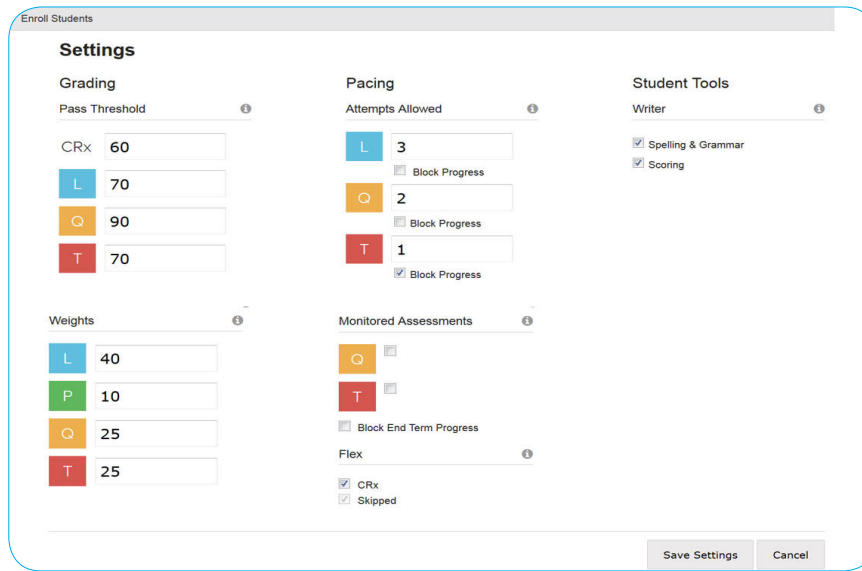 Enroll Students
Settings
Grading
Pass Threshold
CRx 60
L 70
Q 90
T 70
Pacing
Attempts Allowed
L 3
Block Progress
Q 2
Block Progress
T 1
Block Progress
Student Tools
Writer
Spelling & Grammar
Scoring
Weights
L 40
P 10
Q 25
T 25
Monitored Assessments
Q
T
Block End Term Progress
Flex
CRx
Skipped
Save Settings Cancel